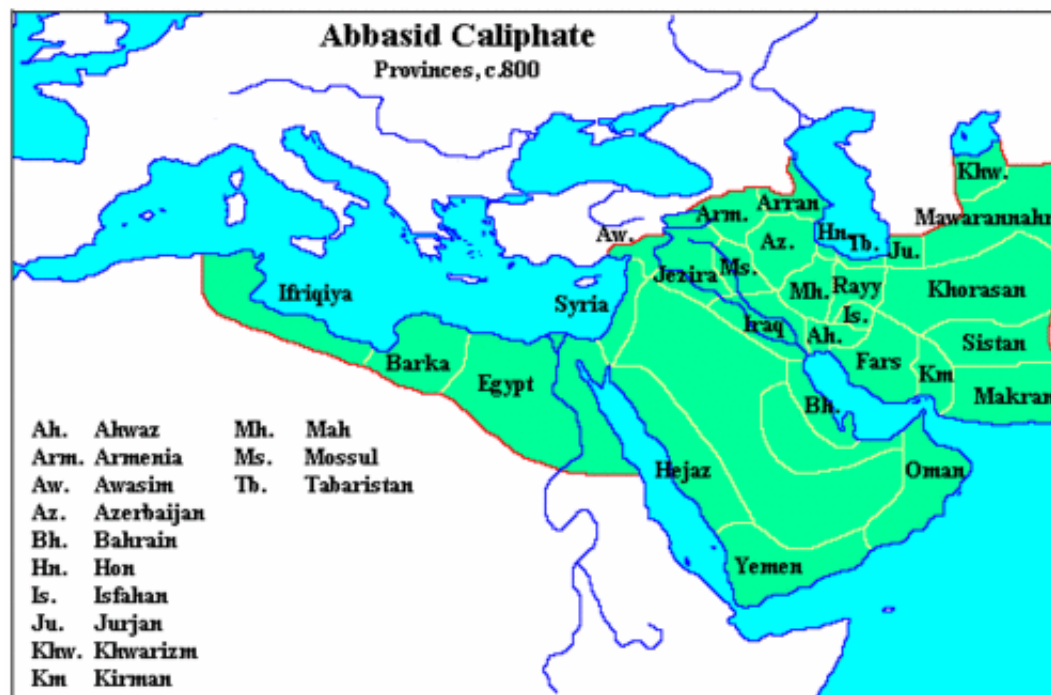 Abbasid Caliphate
Provinces, c.800
Khw.
Mawarannahr
Arran
Arm.
Aw.
Az.
Hn.
Tb.
Ju.
Jezira
Ms.
Mh.
Rayy
Khorasan
Ifriqiya
Syria
Is.
Iraq
Ah.
Sistan
Barka
Fars
Egypt
Km
Makran
Bh.
Hejaz
Oman
Yemen
Ah. Ahwaz
Arm. Armenia
Aw. Awasim
Az. Azerbaijan
Bh. Bahrain
Hn. Hon
Is. Isfahan
Ju. Jurjan
Khw. Khwarizm
Km Kirman
Mh. Mah
Ms. Mossul
Tb. Tabaristan